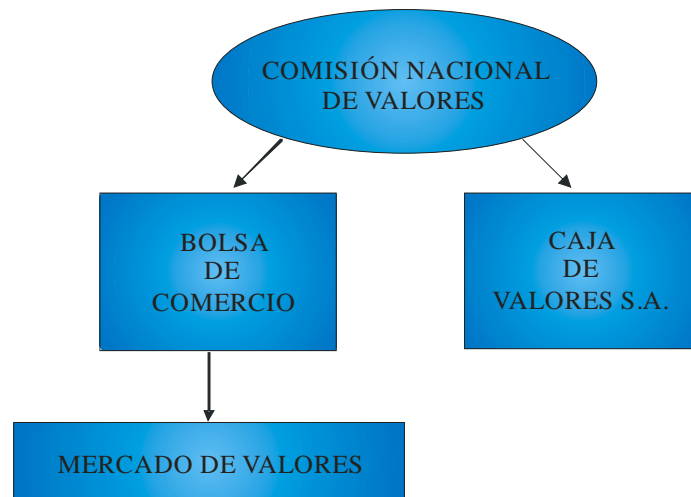 COMISIÓN NACIONAL
DE VALORES
BOLSA
DE
COMERCIO
CAJA
DE
VALORES S.A.
MERCADO DE VALORES